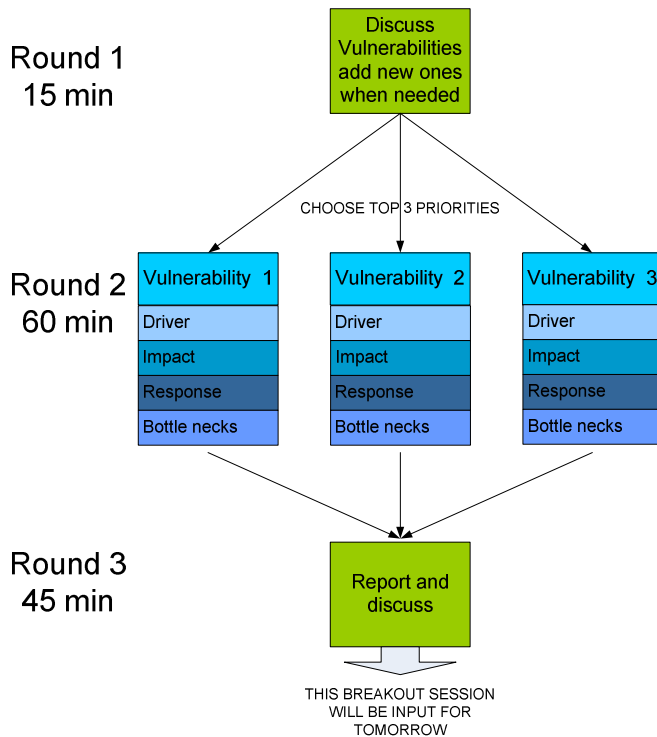 Round 1
15 min
Discuss
Vulnerabilities
add new ones
when needed
CHOOSE TOP 3 PRIORITIES
Round 2
60 min
Vulnerability 1
Driver
Impact
Response
Bottle necks
Vulnerability 2
Driver
Impact
Response
Bottle necks
Vulnerability 3
Driver
Impact
Response
Bottle necks
Round 3
45 min
Report and
discuss
THIS BREAKOUT SESSION
WILL BE INPUT FOR
TOMORROW